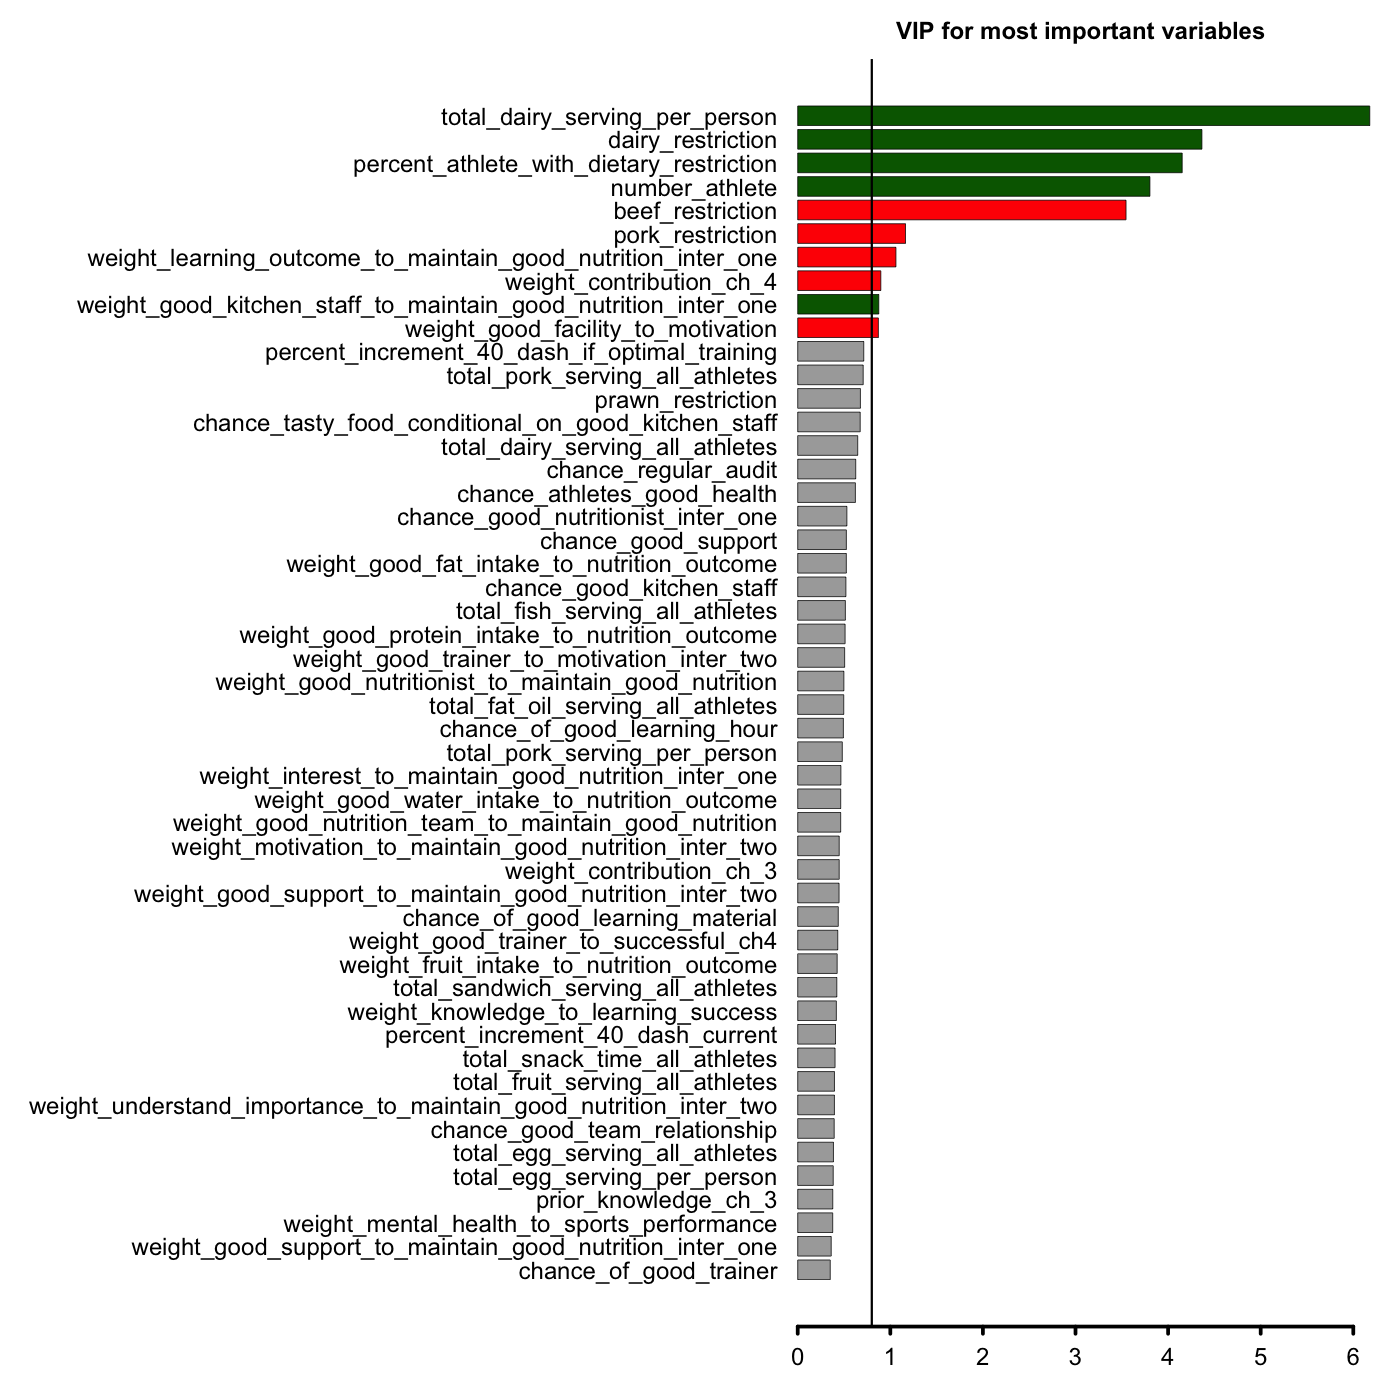 VIP for most important variables
total_dairy_serving_per_person
dairy_restriction
percent_athlete_with_dietary_restriction
number_athlete
beef_restriction
pork_restriction
weight_learning_outcome_to_maintain_good_nutrition_inter_one
weight_contribution_ch_4
weight_good_kitchen_staff_to_maintain_good_nutrition_inter_one
weight_good_facility_to_motivation
percent_increment_40_dash_if_optimal_training
total_pork_serving_all_athletes
prawn_restriction
chance_tasty_food_conditional_on_good_kitchen_staff
total_dairy_serving_all_athletes
chance_regular_audit
chance_athletes_good_health
chance_good_nutritionist_inter_one
chance_good_support
weight_good_fat_intake_to_nutrition_outcome
chance_good_kitchen_staff
total_fish_serving_all_athletes
weight_good_protein_intake_to_nutrition_outcome
weight_good_trainer_to_motivation_inter_two
weight_good_nutritionist_to_maintain_good_nutrition
total_fat_oil_serving_all_athletes
chance_of_good_learning_hour
total_pork_serving_per_person
weight_interest_to_maintain_good_nutrition_inter_one
weight_good_water_intake_to_nutrition_outcome
weight_good_nutrition_team_to_maintain_good_nutrition
weight_motivation_to_maintain_good_nutrition_inter_two
weight_contribution_ch_3
weight_good_support_to_maintain_good_nutrition_inter_two
chance_of_good_learning_material
weight_good_trainer_to_successful_ch4
weight_fruit_intake_to_nutrition_outcome
total_sandwich_serving_all_athletes
weight_knowledge_to_learning_success
percent_increment_40_dash_current
total_snack_time_all_athletes
total_fruit_serving_all_athletes
weight_understand_importance_to_maintain_good_nutrition_inter_two
chance_good_team_relationship
total_egg_serving_all_athletes
total_egg_serving_per_person
prior_knowledge_ch_3
weight_mental_health_to_sports_performance
weight_good_support_to_maintain_good_nutrition_inter_one
chance_of_good_trainer
0 1 2 3 4 5 6